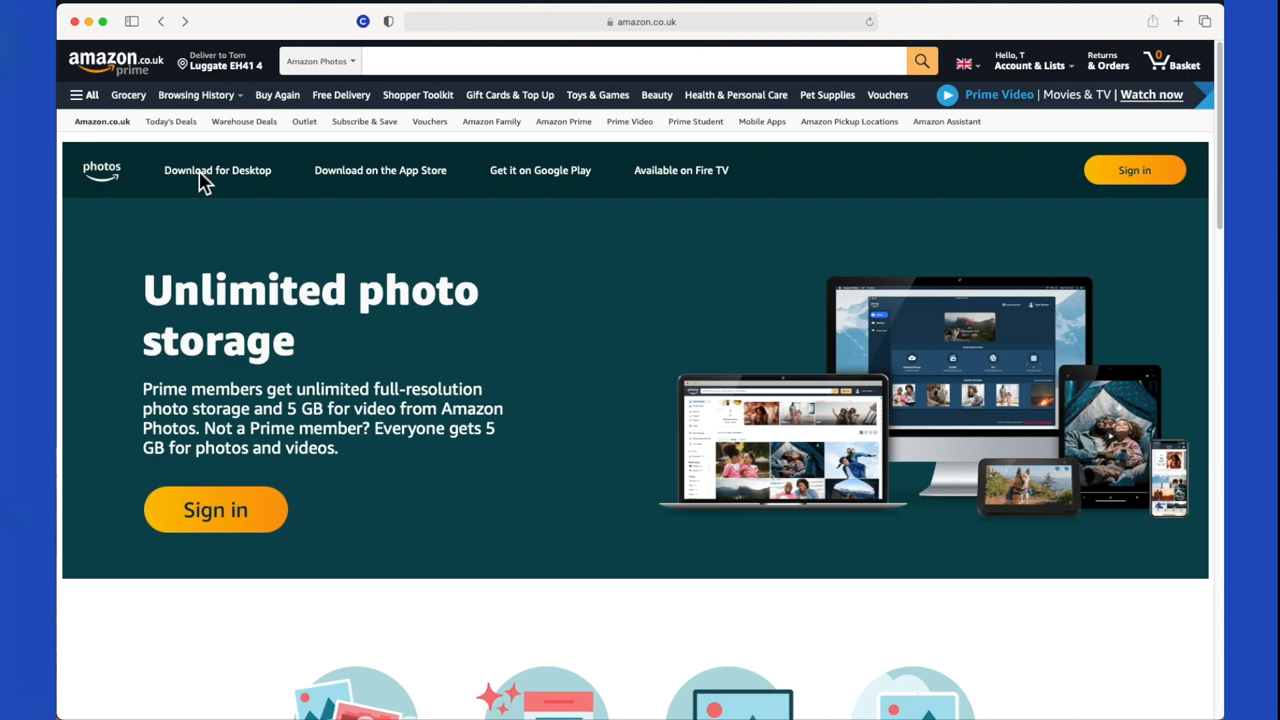 amazon.co.uk
amazon.co.uk
prime
Deliver to Tom
Luggate EH41 4
Amazon Photos
Hello, T
Account & Lists
Returns
& Orders
0
Basket
All
Grocery
Browsing History
Buy Again
Free Delivery
Shopper Toolkit
Gift Cards & Top Up
Toys & Games
Beauty
Health & Personal Care
Pet Supplies
Vouchers
Prime Video | Movies & TV | Watch now
Amazon.co.uk
Today's Deals
Warehouse Deals
Outlet
Subscribe & Save
Vouchers
Amazon Family
Amazon Prime
Prime Video
Prime Student
Mobile Apps
Amazon Pickup Locations
Amazon Assistant
photos
Download for Desktop
Download on the App Store
Get it on Google Play
Available on Fire TV
Sign in
Unlimited photo
storage
Prime members get unlimited full-resolution
photo storage and 5 GB for video from Amazon
Photos. Not a Prime member? Everyone gets 5
GB for photos and videos.
Sign in